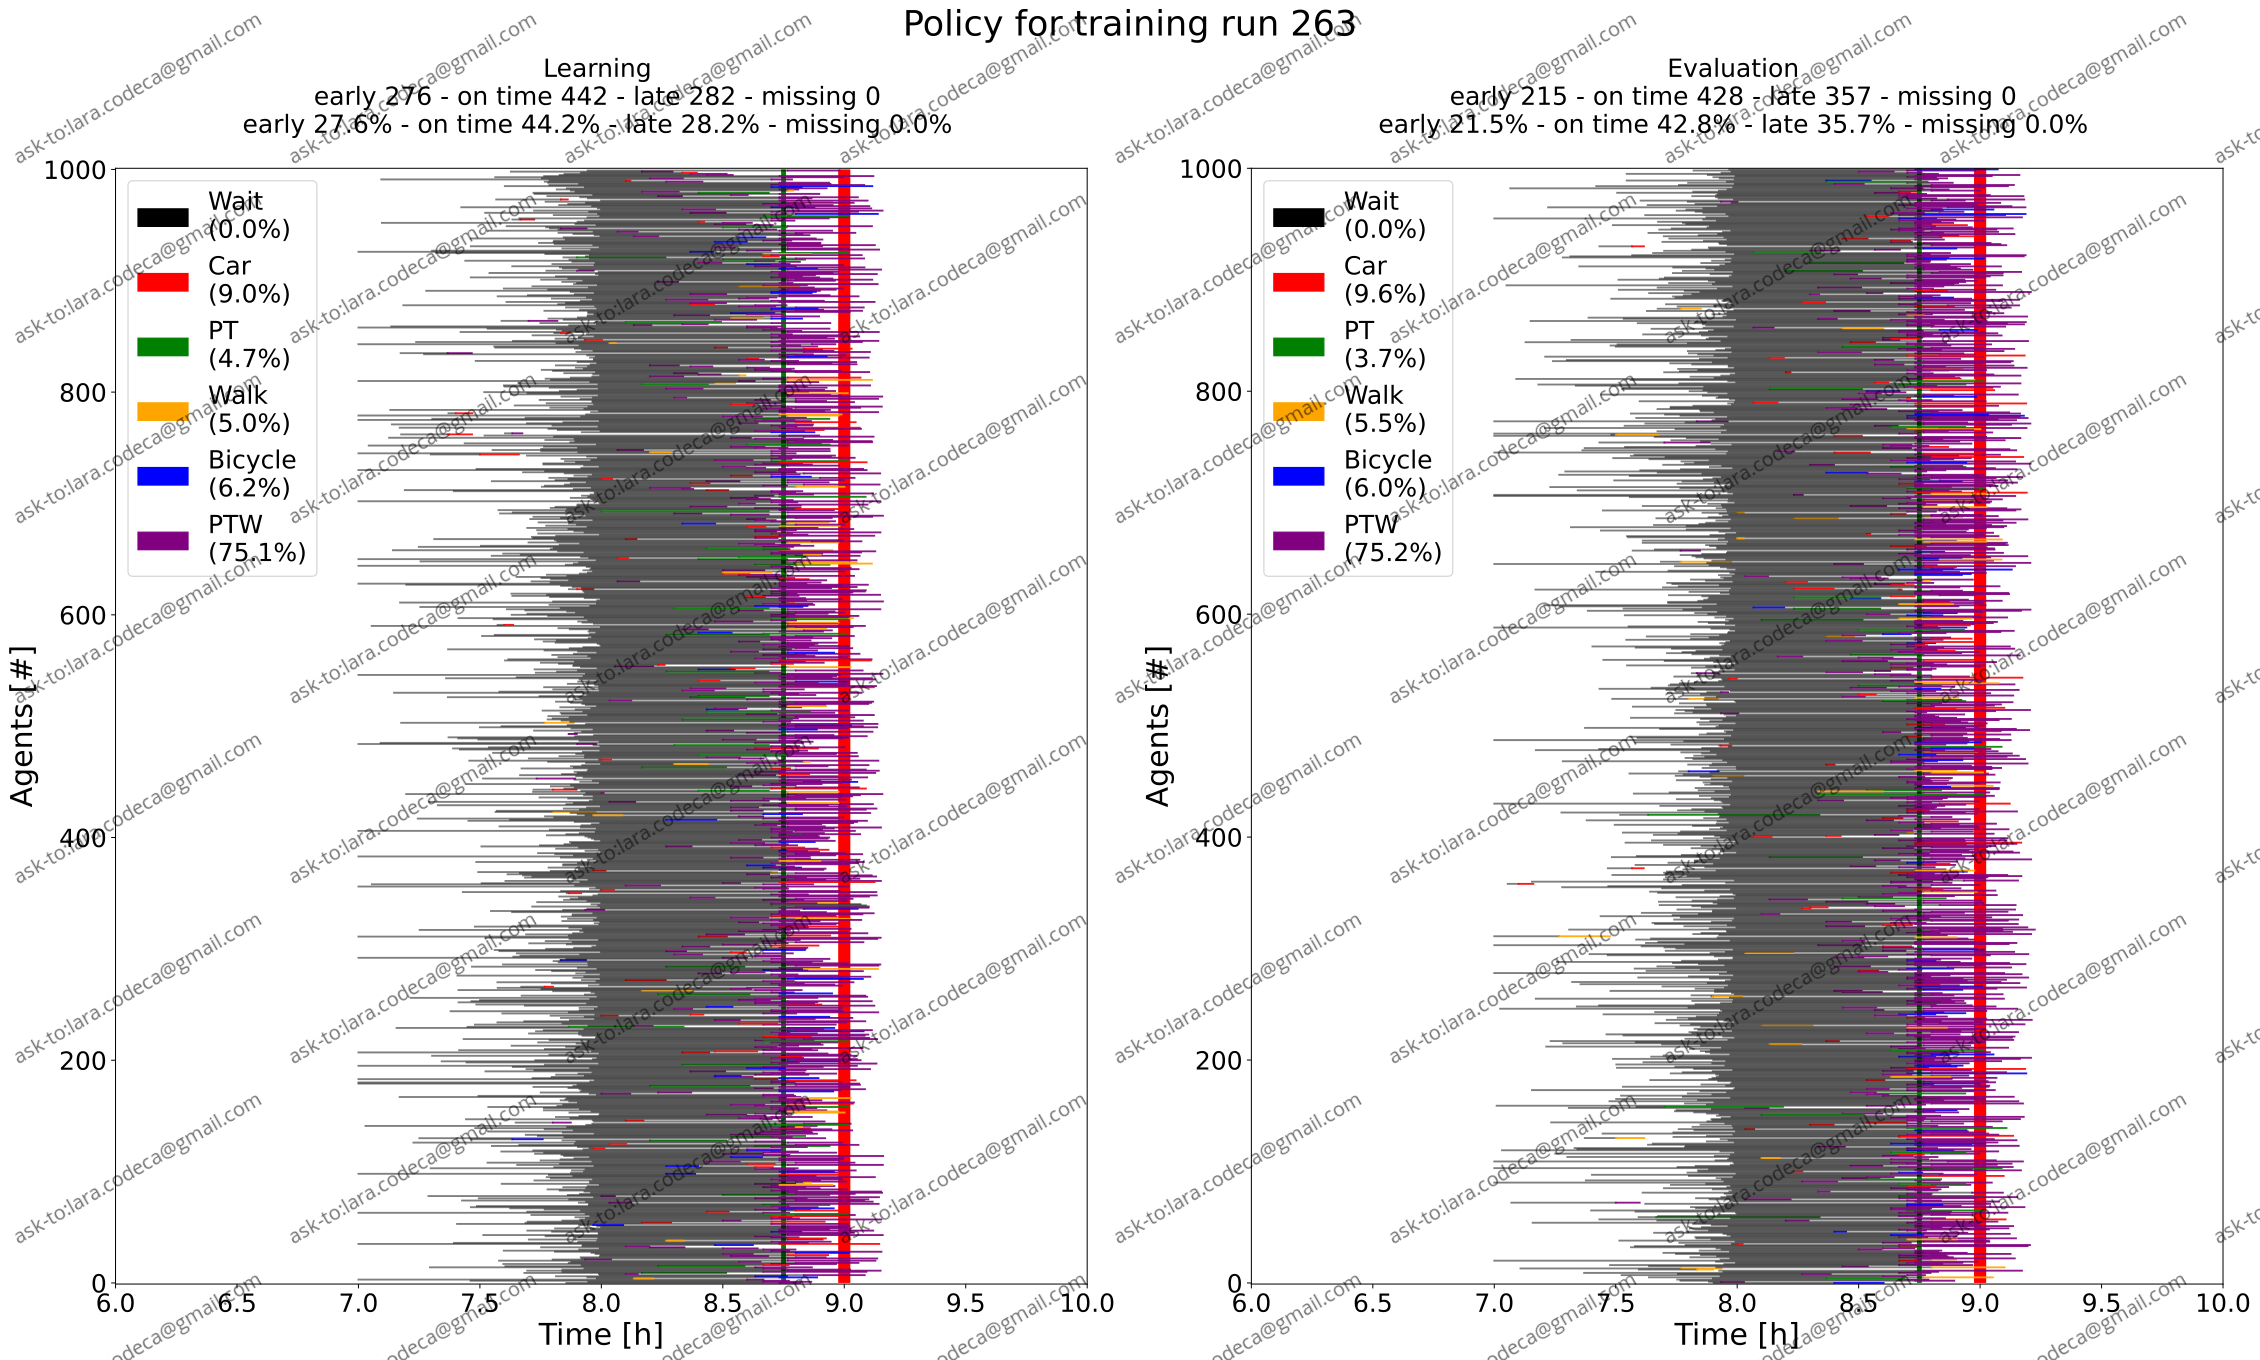 Policy for training run 263
Learning
early 276 - on time 442 - late 282 - missing 0
early 27.6% - on time 44.2% - late 28.2% - missing 0.0%
Evaluation
early 215 - on time 428 - late 357 - missing 0
early 21.5% - on time 42.8% - late 35.7% - missing 0.0%
Wait
(0.0%)
Car
(9.0%)
PT
(4.7%)
Walk
(5.0%)
Bicycle
(6.2%)
PTW
(75.1%)
Agents [#]
1000
800
600
400
200
0
6.0 6.5 7.0 7.5 8.0 8.5 9.0 9.5 10.0
Time [h]
Wait
(0.0%)
Car
(9.6%)
PT
(3.7%)
Walk
(5.5%)
Bicycle
(6.0%)
PTW
(75.2%)
Agents [#]
1000
800
600
400
200
0
6.0 6.5 7.0 7.5 8.0 8.5 9.0 9.5 10.0
Time [h]
ask-to:lara.codeca@gmail.com